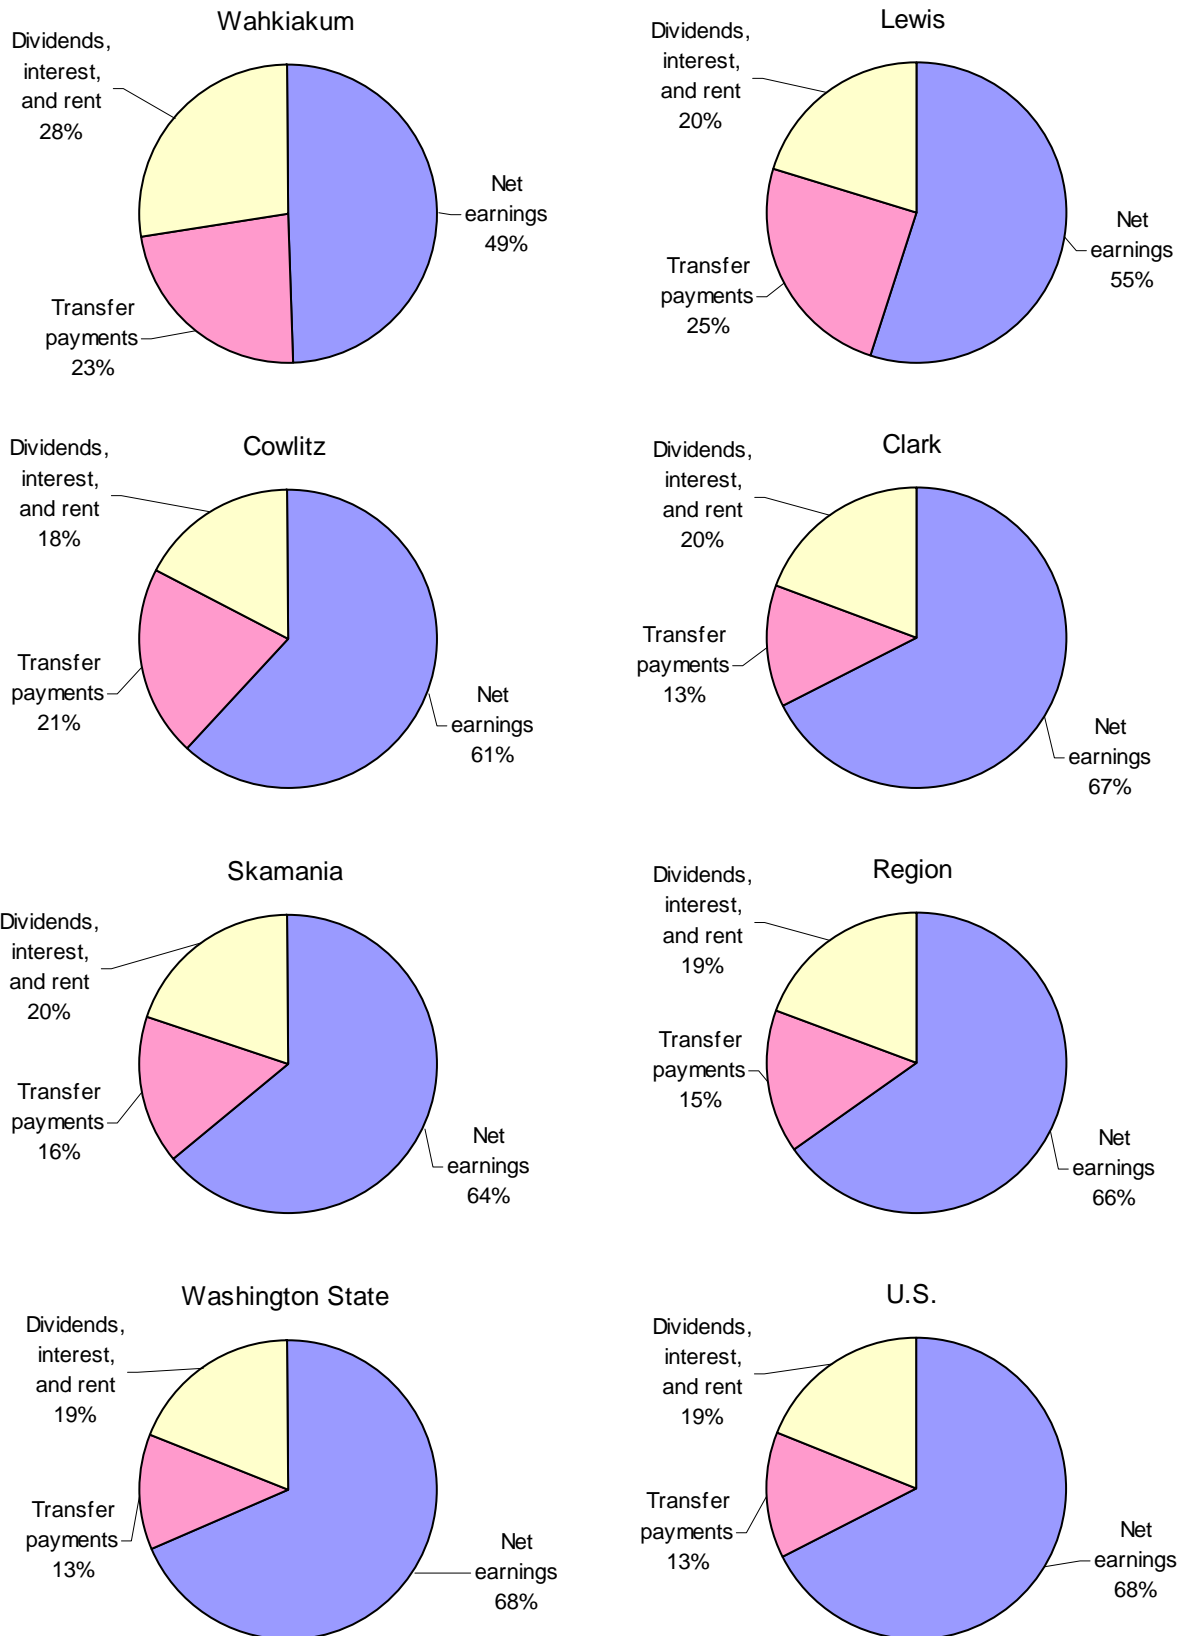 Wahkiakum
Dividends,
interest,
and rent
28%
Net
earnings
49%
Transfer
payments
23%
Lewis
Dividends,
interest,
and rent
20%
Net
earnings
55%
Transfer
payments
25%
Cowlitz
Dividends,
interest,
and rent
18%
Transfer
payments
21%
Net
earnings
61%
Clark
Dividends,
interest,
and rent
20%
Transfer
payments
13%
Net
earnings
67%
Skamania
Dividends,
interest,
and rent
20%
Transfer
payments
16%
Net
earnings
64%
Region
Dividends,
interest,
and rent
19%
Transfer
payments
15%
Net
earnings
66%
Washington State
Dividends,
interest,
and rent
19%
Transfer
payments
13%
Net
earnings
68%
U.S.
Dividends,
interest,
and rent
19%
Transfer
payments
13%
Net
earnings
68%